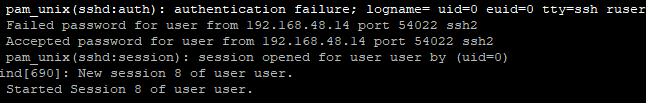 pam_unix(sshd:auth): authentication failure; logname= uid=0 euid=0 tty=ssh ruser
Failed password for user from 192.168.48.14 port 54022 ssh2
Accepted password for user from 192.168.48.14 port 54022 ssh2
pam_unix(sshd:session): session opened for user user by (uid=0)
ind[690]: New session 8 of user user.
Started Session 8 of user user.